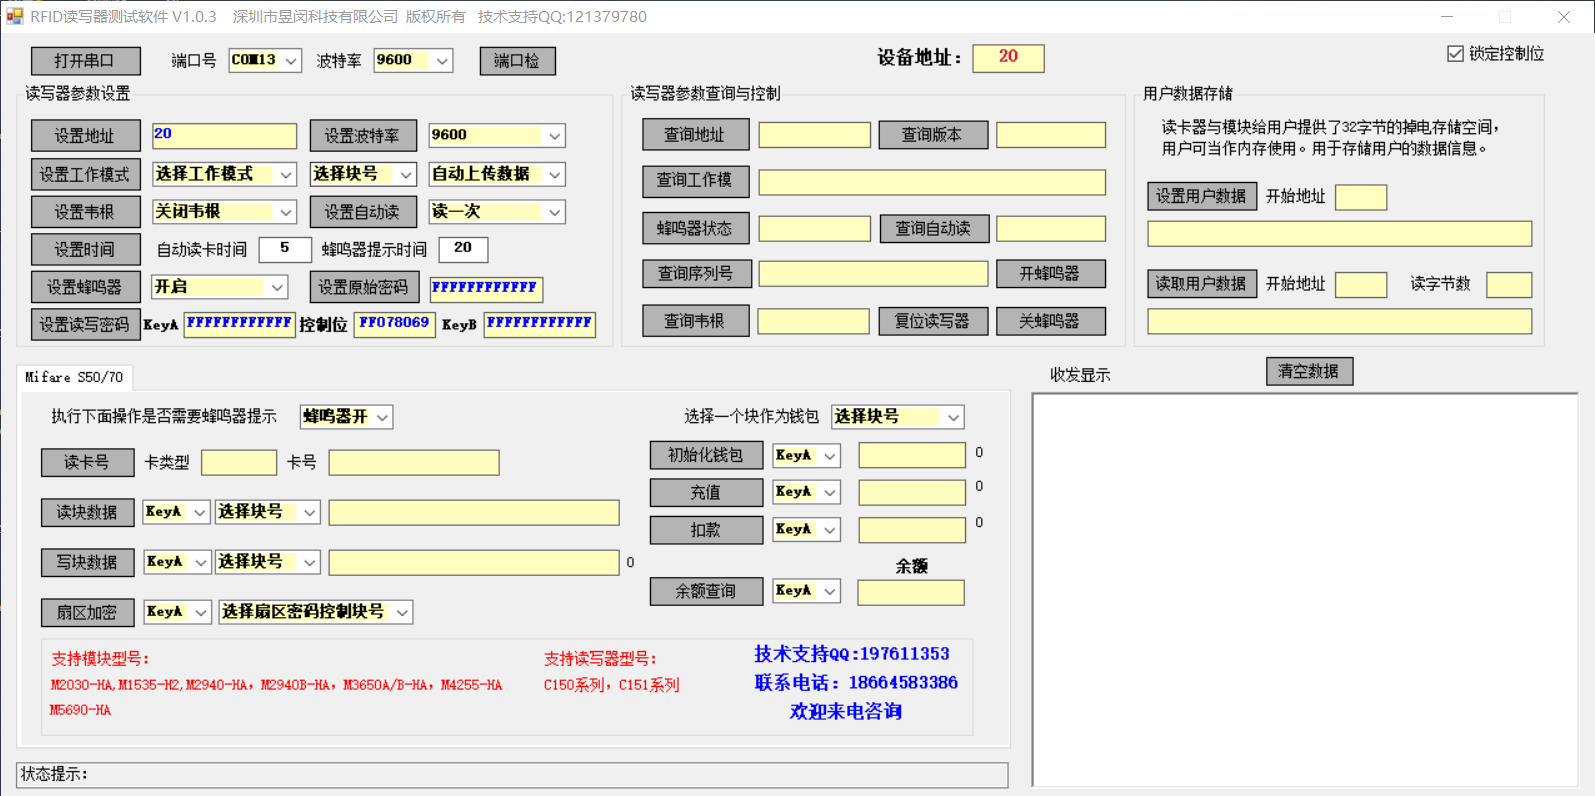 RFID读写器测试软件 V1.0.3 深圳市昱闵科技有限公司 版权所有 技术支持QQ:121379780
打开串口 端口号 COM13 波特率 9600 端口检 设备地址： 20 锁定控制位
读写器参数设置
设置地址 20 设置波特率 9600
设置工作模式 选择工作模式 选择块号 自动上传数据
设置韦根 关闭韦根 设置自动读 读一次
设置时间 自动读卡时间 5 蜂鸣器提示时间 20
设置蜂鸣器 开启 设置原始密码 FFFFFFFFFFFF
设置读写密码 KeyA FFFFFFFFFFFF 控制位 FF078069 KeyB FFFFFFFFFFFF
读写器参数查询与控制
查询地址 查询版本
查询工作模
蜂鸣器状态 查询自动读
查询序列号 开蜂鸣器
查询韦根 复位读写器 关蜂鸣器
用户数据存储
读卡器与模块给用户提供了32字节的掉电存储空间，
用户可当作内存使用。用于存储用户的数据信息。
设置用户数据 开始地址
读取用户数据 开始地址 读字节数
Mifare S50/70
执行下面操作是否需要蜂鸣器提示 蜂鸣器开
读卡号 卡类型 卡号
读块数据 KeyA 选择块号
写块数据 KeyA 选择块号 0
扇区加密 KeyA 选择扇区密码控制块号
选择一个块作为钱包 选择块号
初始化钱包 KeyA 0
充值 KeyA 0
扣款 KeyA 0
余额
余额查询 KeyA
支持模块型号：
M2030-HA,M1535-H2,M2940-HA，M2940B-HA，M3650A/B-HA，M4255-HA
M5690-HA
支持读写器型号：
C150系列，C151系列
技术支持QQ:197611353
联系电话：18664583386
欢迎来电咨询
收发显示 清空数据
状态提示：